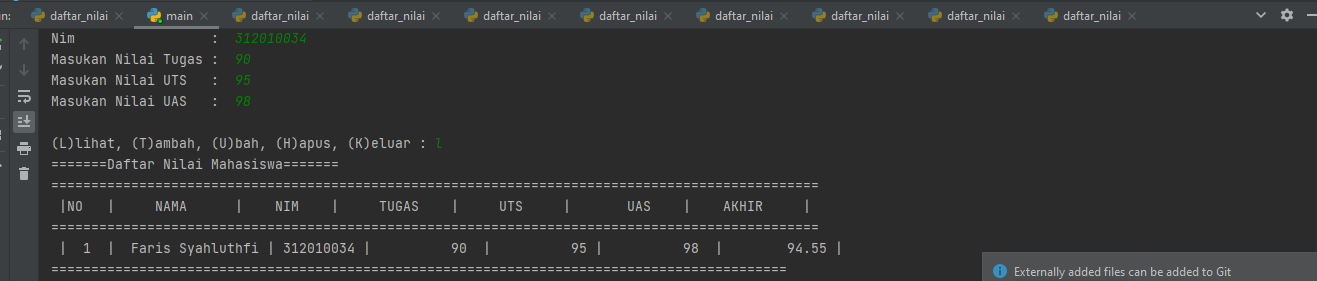 n: daftar_nilai × main × daftar_nilai × daftar_nilai × daftar_nilai × daftar_nilai × daftar_nilai × daftar_nilai × daftar_nilai × daftar_nilai ×
Nim                 :  312010034
Masukan Nilai Tugas :  90
Masukan Nilai UTS   :  95
Masukan Nilai UAS   :  98
(L)lihat, (T)ambah, (U)bah, (H)apus, (K)eluar : l
=======Daftar Nilai Mahasiswa=======
================================================================================================
|NO   |     NAMA      |    NIM    |     TUGAS    |     UTS     |       UAS    |    AKHIR     |
================================================================================================
|  1  |  Faris Syahluthfi | 312010034 |          90  |          95 |          98  |        94.55 |
============================================================================================
Externally added files can be added to Git